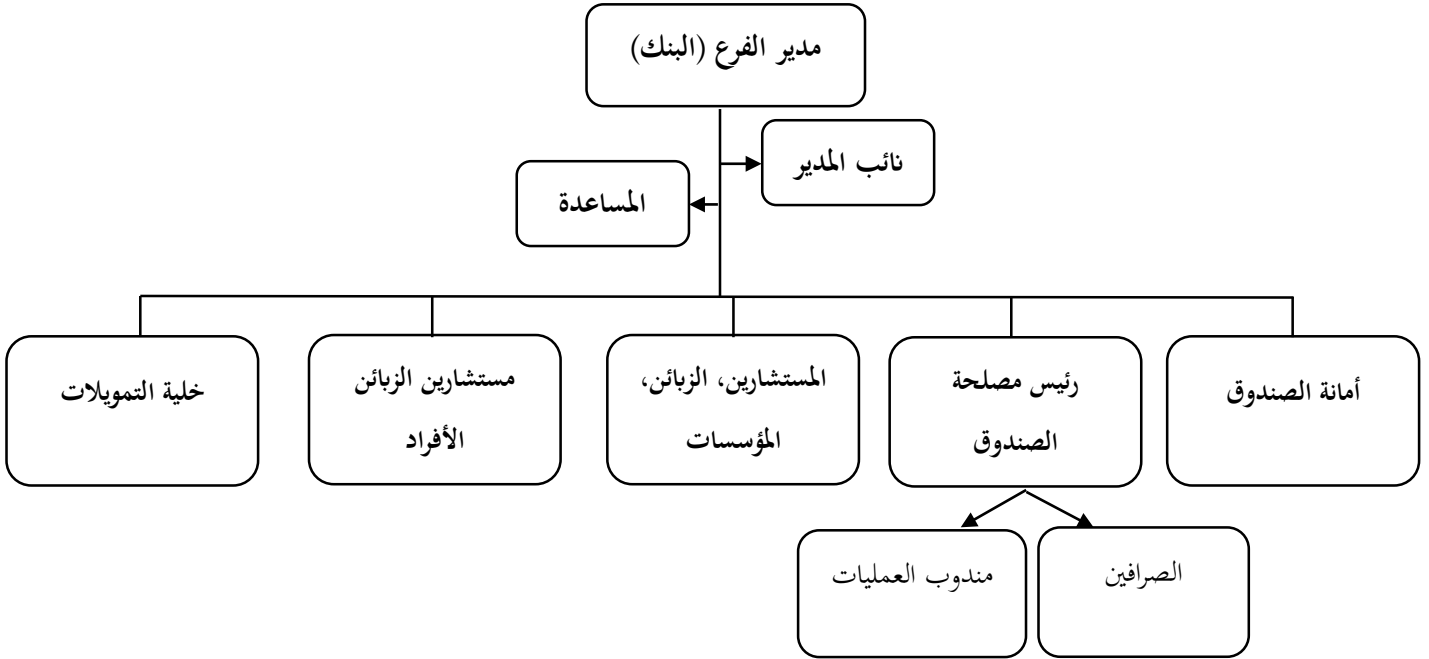 مدير الفرع (البنك)
نائب المدير
المساعدة
أمانة الصندوق
رئيس مصلحة
الصندوق
المستشارين، الزبائن،
المؤسسات
مستشارين الزبائن
الأفراد
خلية التمويلات
الصرافين
مندوب العمليات